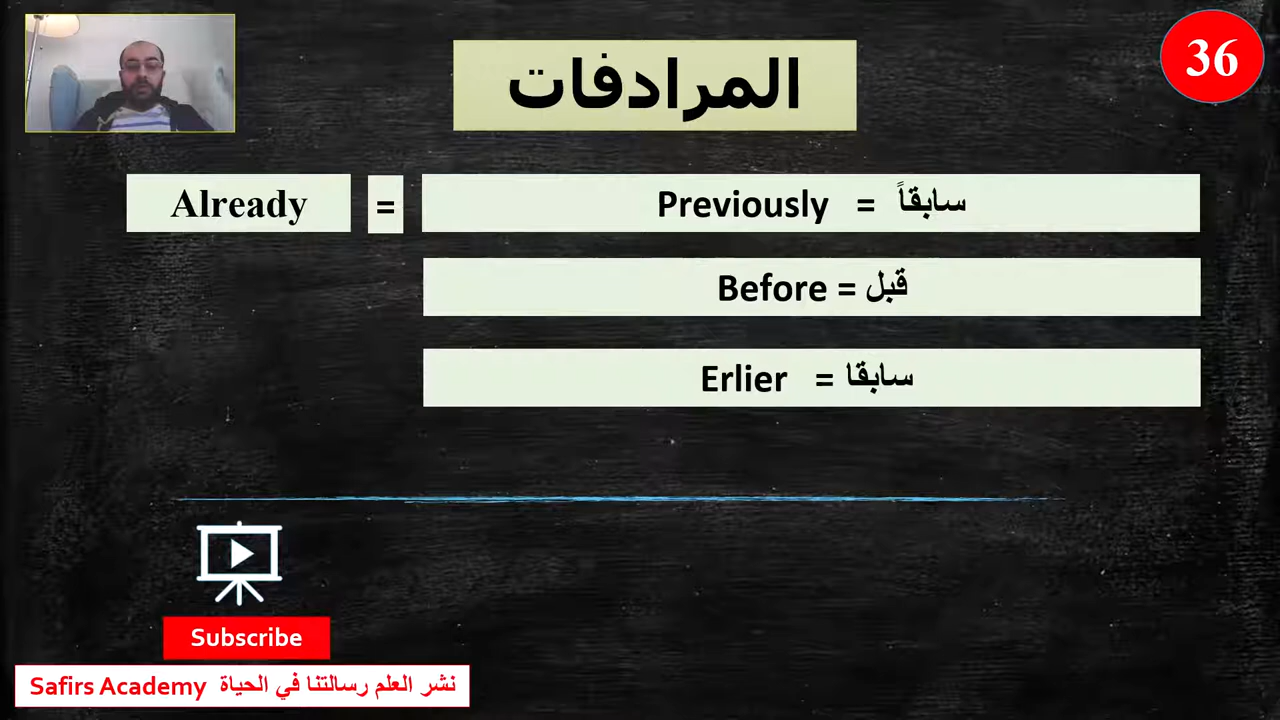 المرادفات
36
Already = Previously = سابقاً
Before = قبل
Erlier = سابقا
Subscribe
Safirs Academy نشر العلم رسالتنا في الحياة